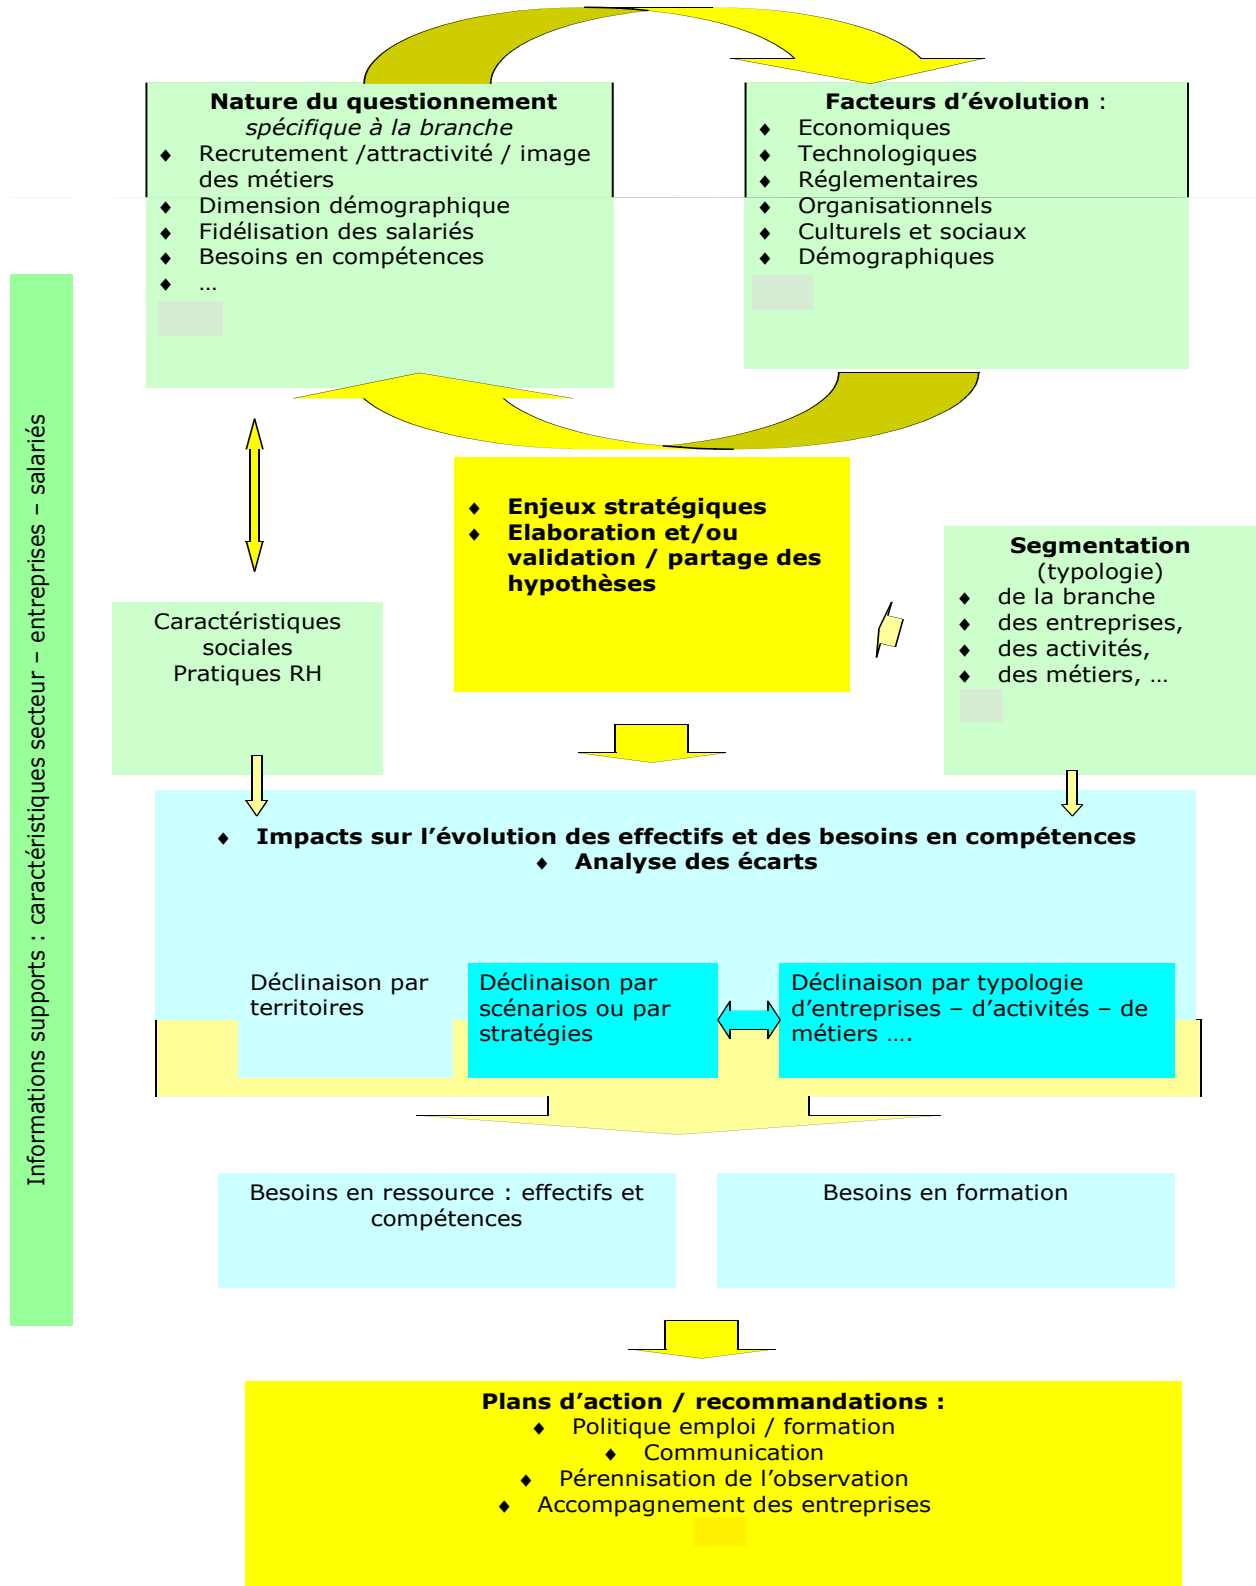 Nature du questionnement
spécifique à la branche
♦ Recrutement /attractivité / image
des métiers
♦ Dimension démographique
♦ Fidélisation des salariés
♦ Besoins en compétences
♦ …
Facteurs d’évolution :
♦ Economiques
♦ Technologiques
♦ Réglementaires
♦ Organisationnels
♦ Culturels et sociaux
♦ Démographiques
Informations supports : caractéristiques secteur – entreprises – salariés
♦ Enjeux stratégiques
♦ Elaboration et/ou
validation / partage des
hypothèses
Segmentation
(typologie)
♦ de la branche
♦ des entreprises,
♦ des activités,
♦ des métiers, …
Caractéristiques
sociales
Pratiques RH
♦ Impacts sur l’évolution des effectifs et des besoins en compétences
♦ Analyse des écarts
Déclinaison par
territoires
Déclinaison par
scénarios ou par
stratégies
Déclinaison par typologie
d’entreprises – d’activités – de
métiers ….
Besoins en ressource : effectifs et
compétences
Besoins en formation
Plans d’action / recommandations :
♦ Politique emploi / formation
♦ Communication
♦ Pérennisation de l’observation
♦ Accompagnement des entreprises